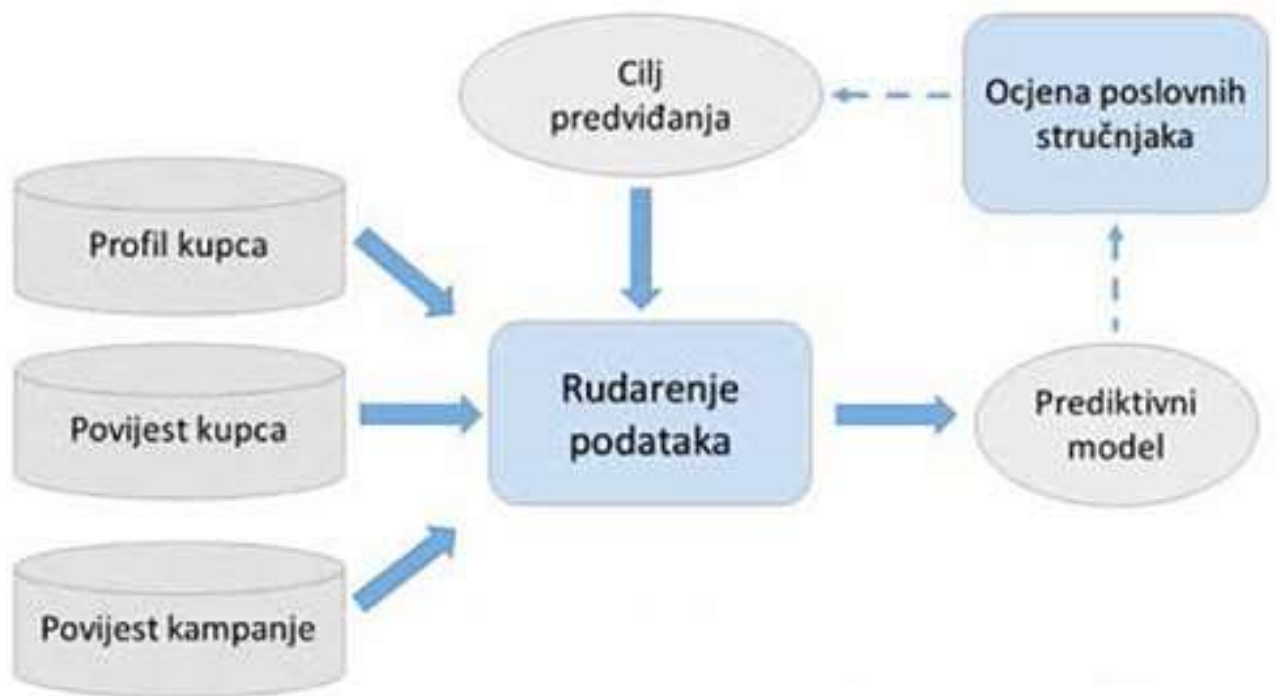 Cilj
predviđanja
Ocjena poslovnih
stručnjaka
Profil kupca
Povijest kupca
Povijest kampanje
Rudarenje
podataka
Prediktivni
model